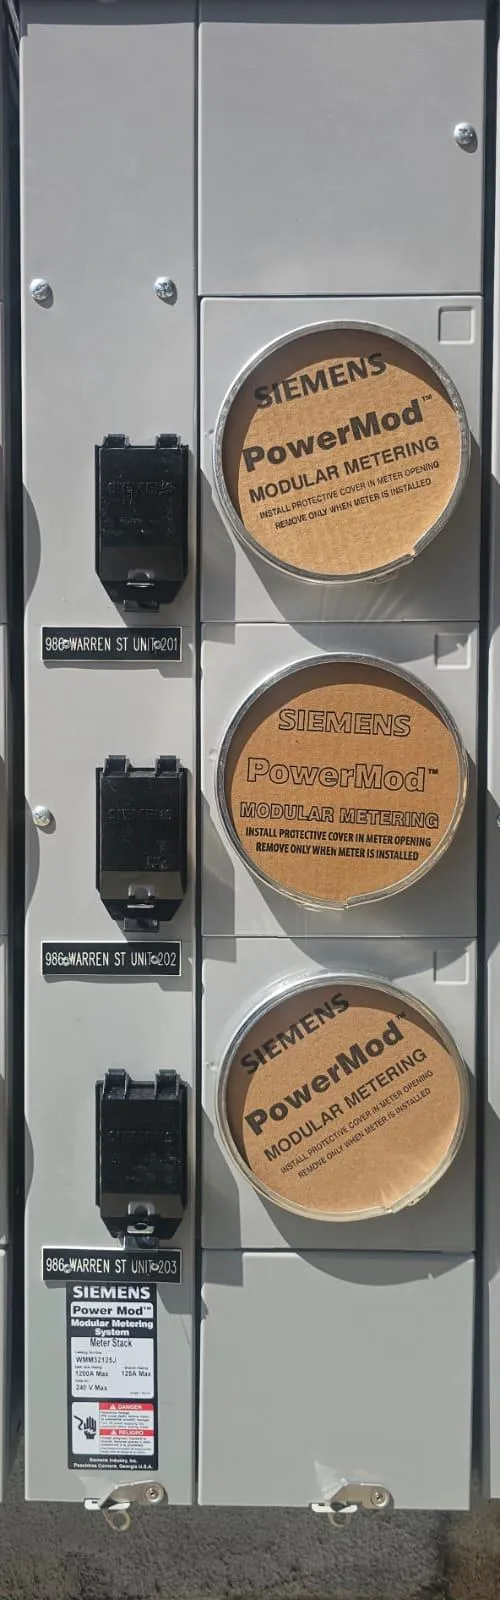 SIEMENS
PowerMod™
MODULAR METERING
INSTALL PROTECTIVE COVER IN METER OPENING
REMOVE ONLY WHEN METER IS INSTALLED
SIEMENS
986 WARREN ST UNIT 201
SIEMENS
PowerMod™
MODULAR METERING
INSTALL PROTECTIVE COVER IN METER OPENING
REMOVE ONLY WHEN METER IS INSTALLED
SIEMENS
986 WARREN ST UNIT 202
SIEMENS
PowerMod™
MODULAR METERING
INSTALL PROTECTIVE COVER IN METER OPENING
REMOVE ONLY WHEN METER IS INSTALLED
986 WARREN ST UNIT 203
SIEMENS
Power Mod™
Modular Metering
System
Meter Stack
WMM32125J
1200A Max 125A Max
240 V Max
DANGER
PELIGRO
Siemens Industry, Inc.
Peachtree Corners, Georgia U.S.A.